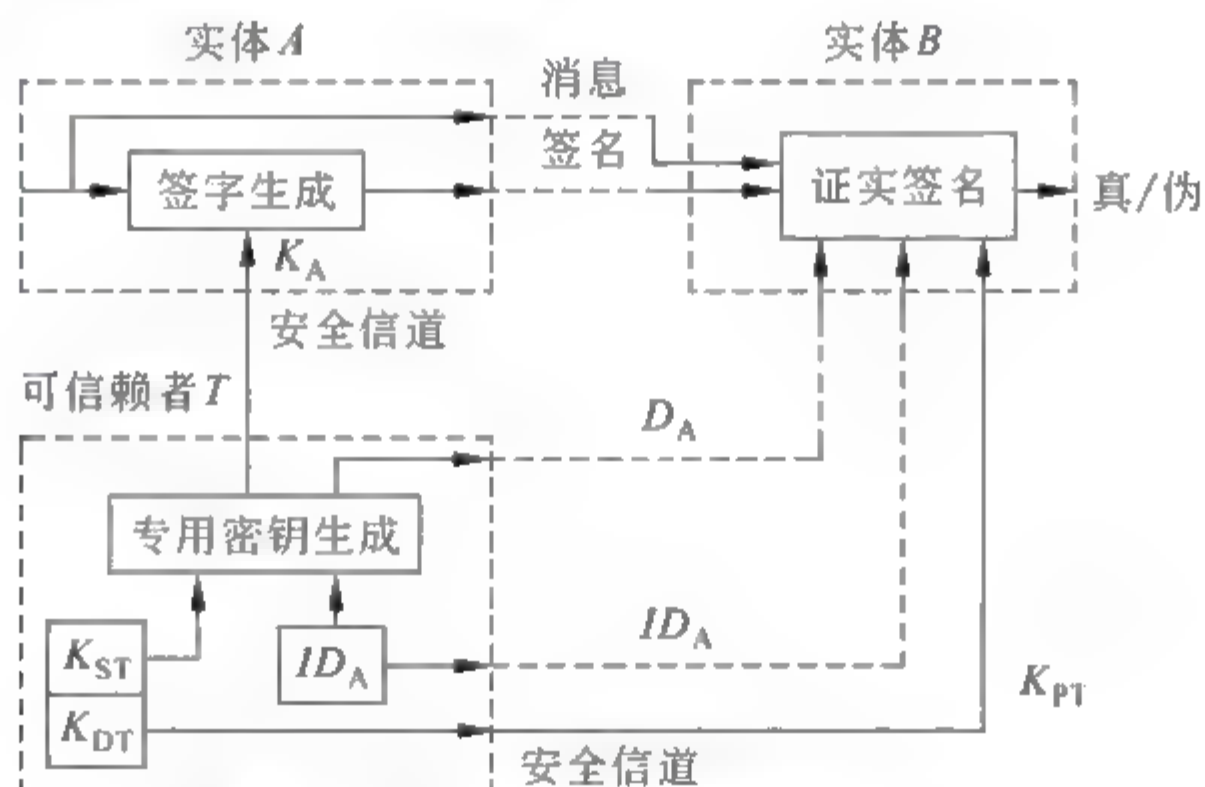 实体A
实体B
消息
签名
签字生成
证实签名
真/伪
K_A
安全信道
可信赖者T
D_A
专用密钥生成
ID_A
K_ST
ID_A
K_PT
K_DT
安全信道